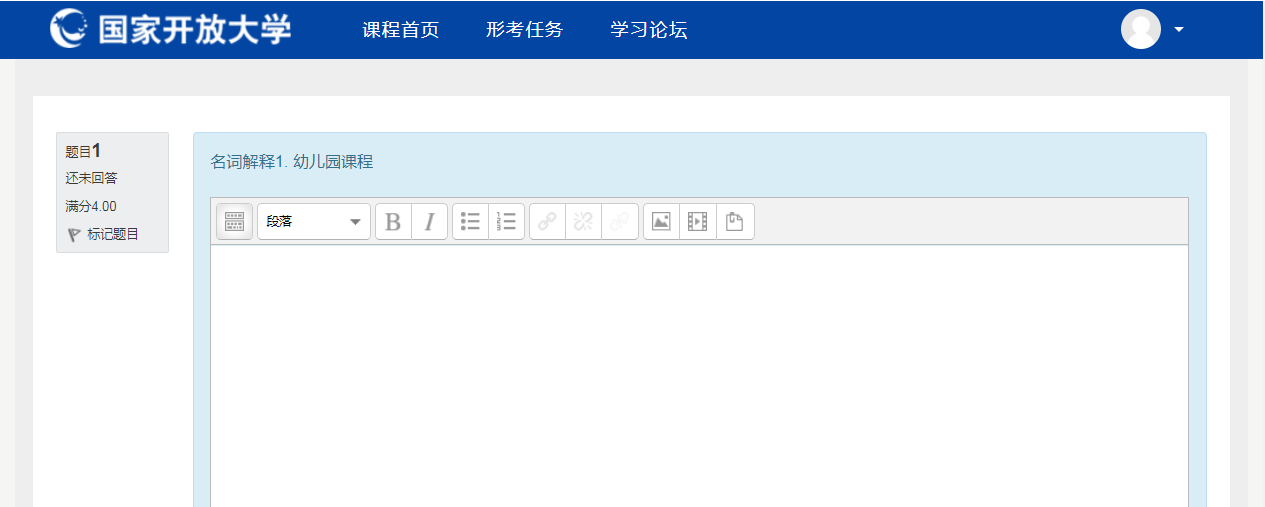 国家开放大学 课程首页 形考任务 学习论坛
题目1
还未回答
满分4.00
标记题目
名词解释1. 幼儿园课程
段落 B I